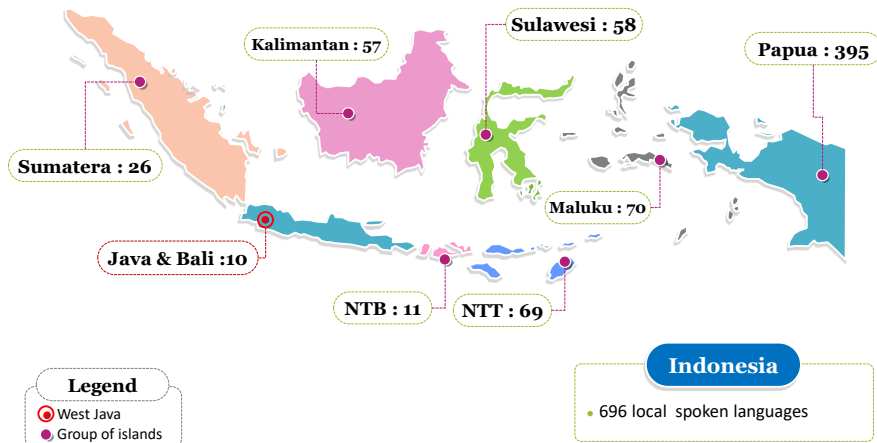 Sulawesi : 58
Kalimantan : 57
Papua : 395
Sumatera : 26
Maluku : 70
Java & Bali :10
NTB : 11
NTT : 69
Indonesia
696 local spoken languages
Legend
West Java
Group of islands